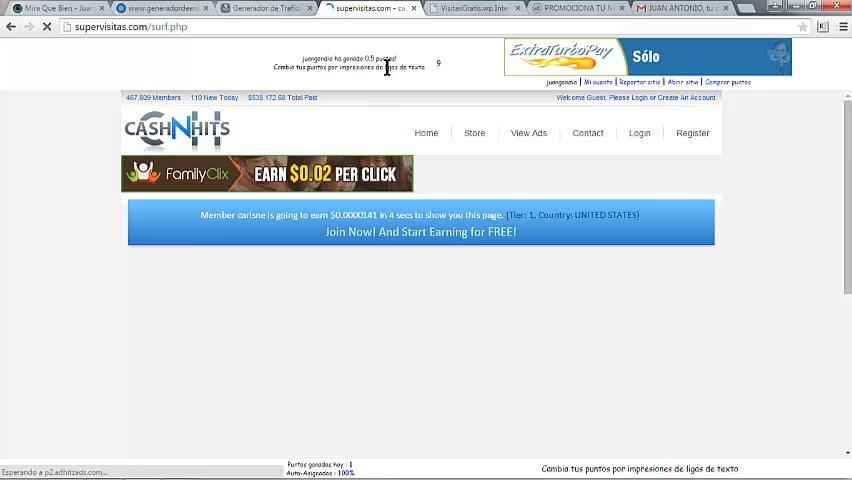 Mira Que Bien - Juan
www.generadordeen
Generador de Trafic
supervisitas.com - ca
VisitasGratis.ws: Inter
PROMOCIONA TU N
JUAN ANTONIO, tu c
supervisitas.com/surf.php
juangondia ha ganado 0.5 puntos!
Cambia tus puntos por impresiones de ligas de texto
9
ExtraTurboPay
Sólo
juangondia | Mi cuenta | Reportar sitio | Abrir sitio | Comprar puntos
467,809 Members 110 New Today $538,172.68 Total Paid
Welcome Guest. Please Login or Create An Account.
CASHNHITS
Home Store View Ads Contact Login Register
FamilyClix EARN $0.02 PER CLICK
Member carisne is going to earn $0.0000141 in 4 secs to show you this page. (Tier: 1, Country: UNITED STATES)
Join Now! And Start Earning for FREE!
Esperando a p2.adhitzads.com...
Puntos ganados hoy : 1
Auto-Asignados : 100%
Cambia tus puntos por impresiones de ligas de texto